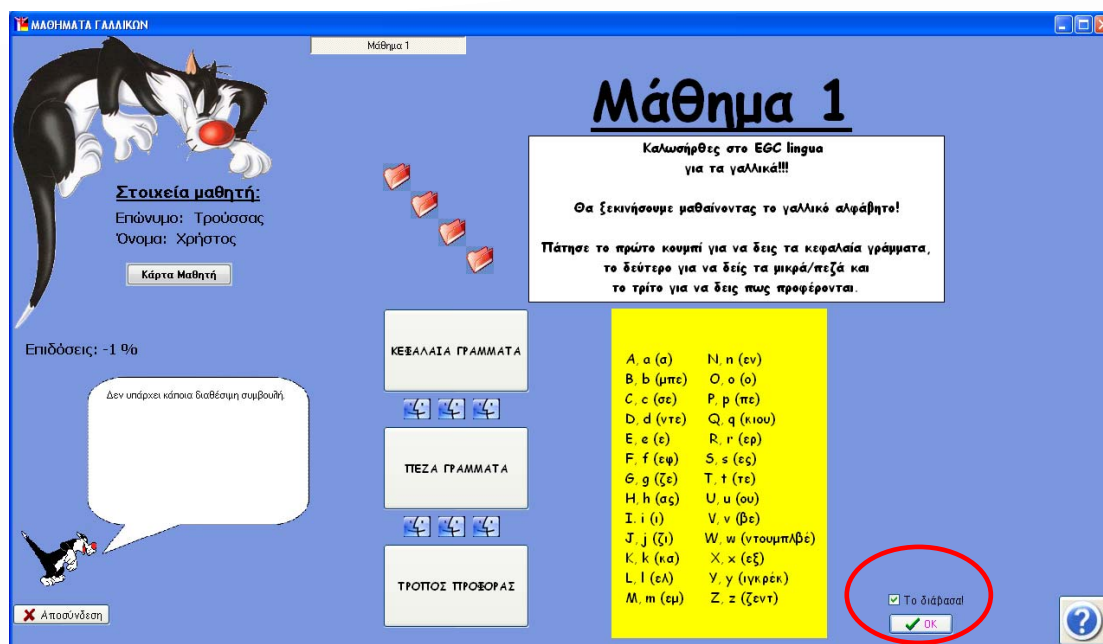 ΜΑΘΗΜΑΤΑ ΓΑΛΛΙΚΩΝ
Μάθημα 1
Μάθημα 1
Καλωσήρθες στο EGC lingua
για τα γαλλικά!!!
Θα ξεκινήσουμε μαθαίνοντας το γαλλικό αλφάβητο!
Πάτησε το πρώτο κουμπί για να δεις τα κεφαλαία γράμματα,
το δεύτερο για να δείς τα μικρά/πεζά και
το τρίτο για να δεις πως προφέρονται.
Στοιχεία μαθητή:
Επώνυμο: Τρούσσας
Όνομα: Χρήστος
Κάρτα Μαθητή
Επιδόσεις: -1 %
Δεν υπάρχει κάποια διαθέσιμη συμβουλή.
ΚΕΦΑΛΑΙΑ ΓΡΑΜΜΑΤΑ
ΠΕΖΑ ΓΡΑΜΜΑΤΑ
ΤΡΟΠΟΣ ΠΡΟΦΟΡΑΣ
A, a (α) N, n (εν)
B, b (μπε) O, o (ο)
C, c (σε) P, p (πε)
D, d (ντε) Q, q (κιου)
E, e (ε) R, r (ερ)
F, f (εφ) S, s (ες)
G, g (ζε) T, t (τε)
H, h (ας) U, u (ου)
I. i (ι) V, v (βε)
J, j (ζι) W, w (ντουμπλβέ)
K, k (κα) X, x (εξ)
L, l (ελ) Y, y (ιγκρέκ)
M, m (εμ) Z, z (ζεντ)
Το διάβασα!
OK
Αποσύνδεση
?